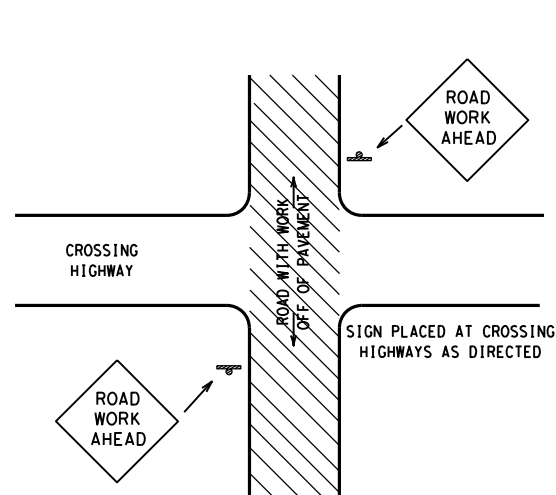 ROAD
WORK
AHEAD
CROSSING
HIGHWAY
ROAD WITH WORK
OFF OF PAVEMENT
SIGN PLACED AT CROSSING
HIGHWAYS AS DIRECTED
ROAD
WORK
AHEAD